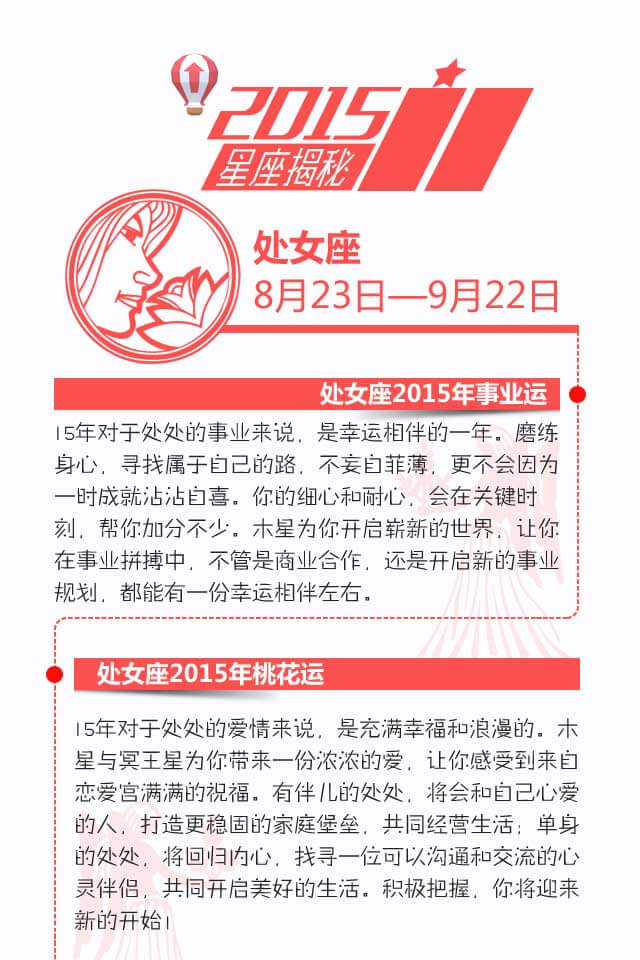 2015
星座揭秘
处女座
8月23日—9月22日
处女座2015年事业运
15年对于处处的事业来说，是幸运相伴的一年。磨练
身心，寻找属于自己的路，不妄自菲薄，更不会因为
一时成就沾沾自喜。你的细心和耐心，会在关键时
刻，帮你加分不少。木星为你开启崭新的世界，让你
在事业拼搏中，不管是商业合作，还是开启新的事业
规划，都能有一份幸运相伴左右。
处女座2015年桃花运
15年对于处处的爱情来说，是充满幸福和浪漫的。木
星与冥王星为你带来一份浓浓的爱，让你感受到来自
恋爱宫满满的祝福。有伴儿的处处，将会和自己心爱
的人，打造更稳固的家庭堡垒，共同经营生活；单身
的处处，将回归内心，找寻一位可以沟通和交流的心
灵伴侣，共同开启美好的生活。积极把握，你将迎来
新的开始！